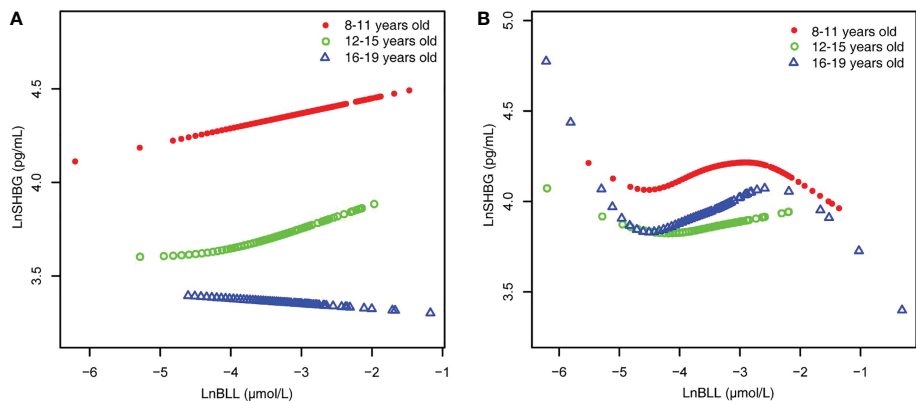 A
8-11 years old
12-15 years old
16-19 years old
LnSHBG (pg/mL)
4.5
4.0
3.5
−6 −5 −4 −3 −2 −1
LnBLL (μmol/L)
B
8-11 years old
12-15 years old
16-19 years old
LnSHBG (pg/mL)
5.0
4.5
4.0
3.5
−6 −5 −4 −3 −2 −1
LnBLL (μmol/L)